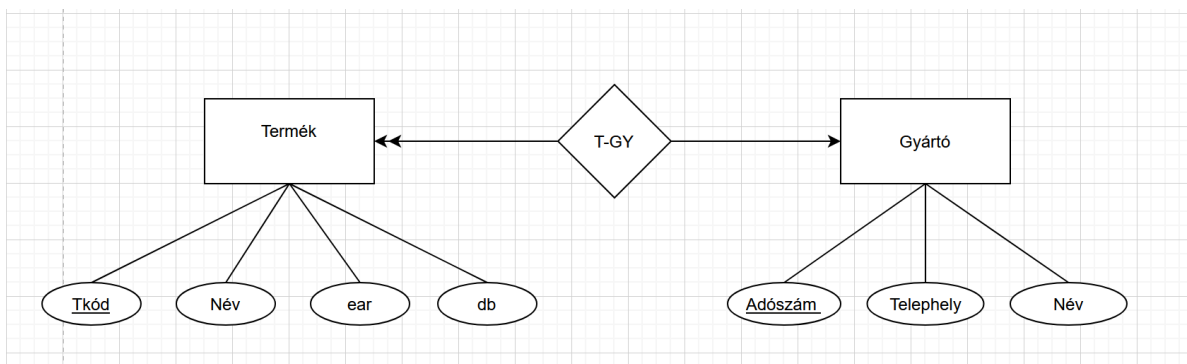 Termék
T-GY
Gyártó
Tkód
Név
ear
db
Adószám
Telephely
Név